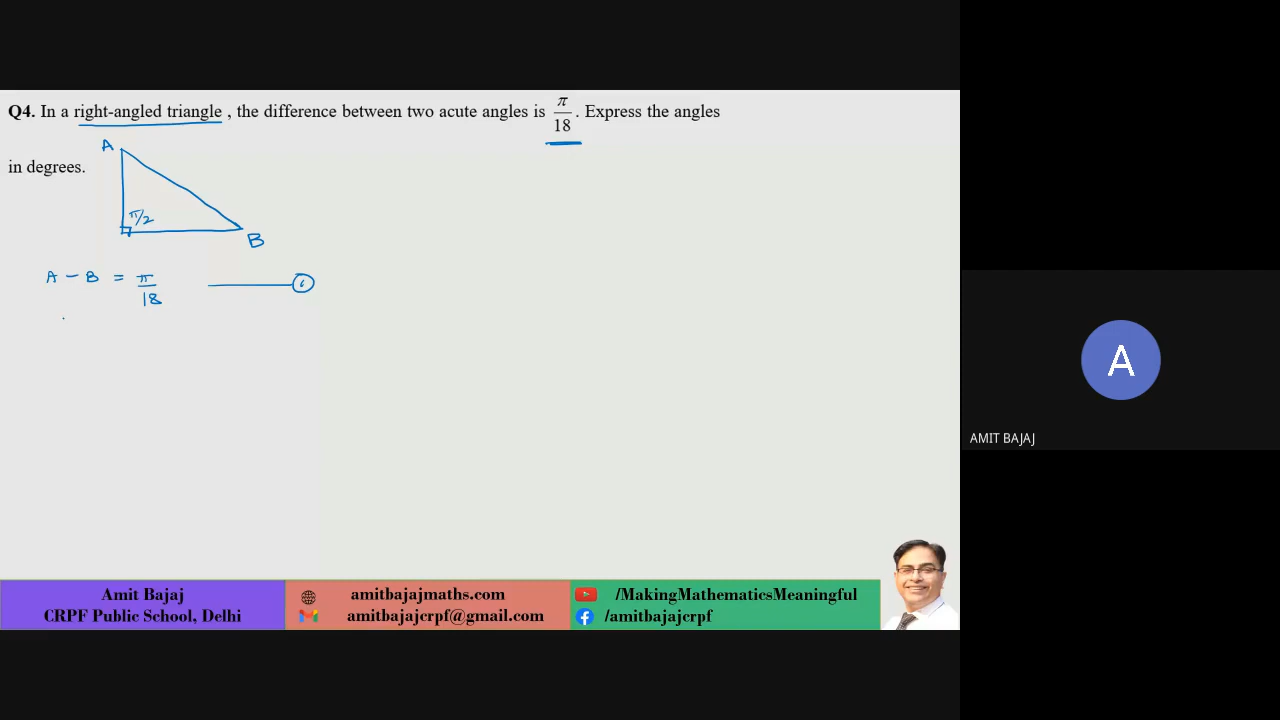 Q4. In a right-angled triangle , the difference between two acute angles is π/18. Express the angles
in degrees.
A
π/2
B
A - B = π/18
A
AMIT BAJAJ
Amit Bajaj
CRPF Public School, Delhi
amitbajajmaths.com
amitbajajcrpf@gmail.com
/MakingMathematicsMeaningful
/amitbajajcrpf